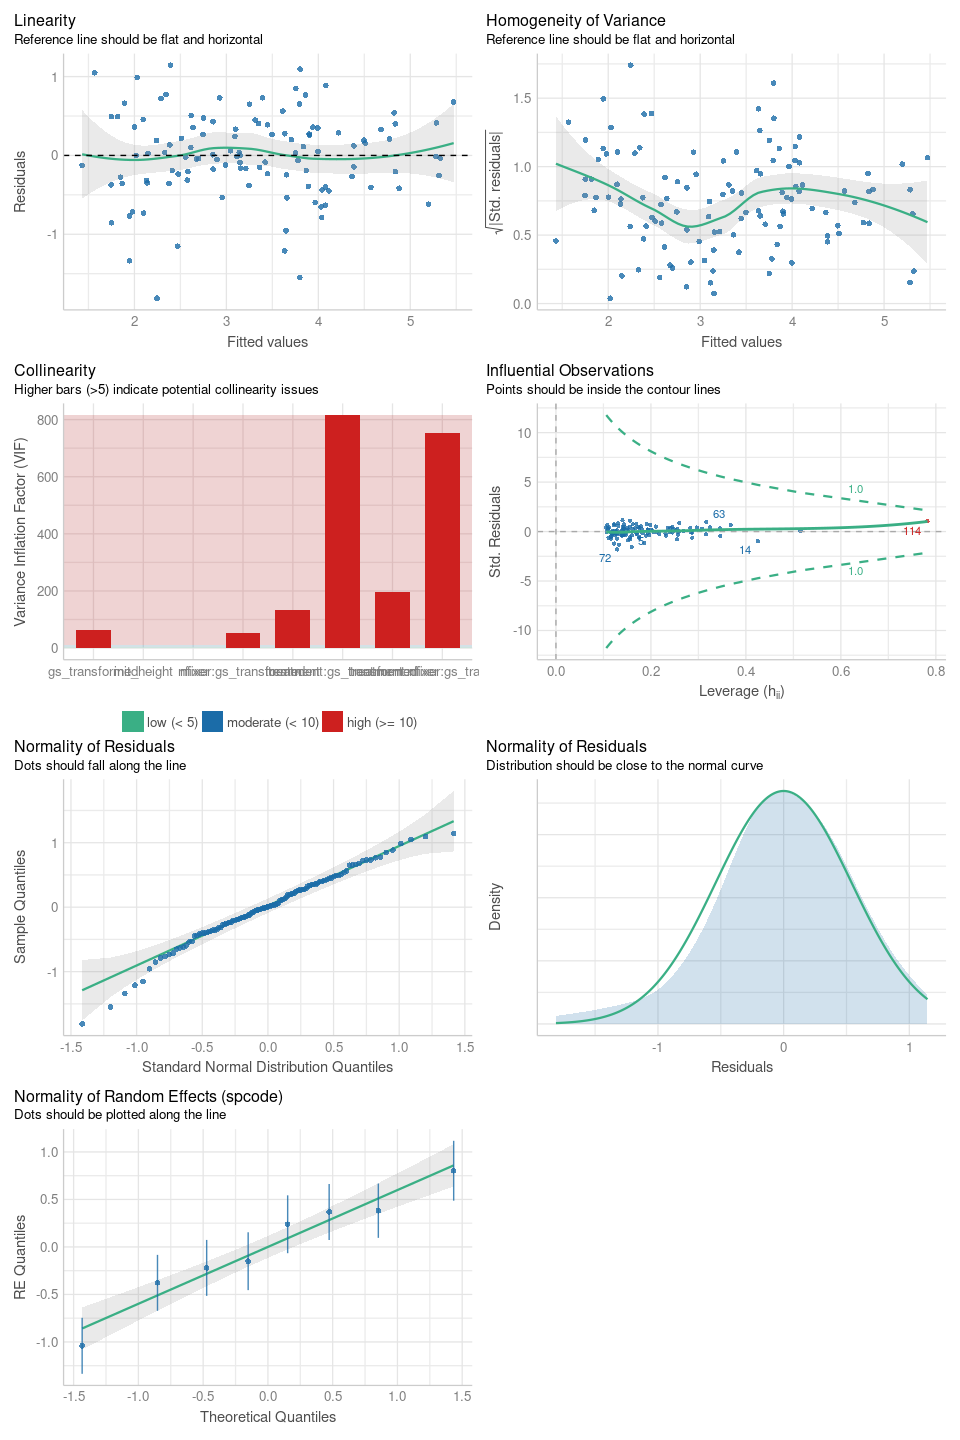 Linearity
Reference line should be flat and horizontal
1
0
-1
2 3 4 5
Residuals
Fitted values
Homogeneity of Variance
Reference line should be flat and horizontal
1.5
1.0
0.5
0.0
2 3 4 5
√|Std. residuals|
Fitted values
Collinearity
Higher bars (>5) indicate potential collinearity issues
800
600
400
200
0
Variance Inflation Factor (VIF)
low (< 5) moderate (< 10) high (>= 10)
Influential Observations
Points should be inside the contour lines
10
5
0
-5
-10
1.0
63
114
5
14
72
1.0
0.0 0.2 0.4 0.6 0.8
Std. Residuals
Leverage (hii)
Normality of Residuals
Dots should fall along the line
1
0
-1
-1.5 -1.0 -0.5 0.0 0.5 1.0 1.5
Sample Quantiles
Standard Normal Distribution Quantiles
Normality of Residuals
Distribution should be close to the normal curve
-1 0 1
Density
Residuals
Normality of Random Effects (spcode)
Dots should be plotted along the line
1.0
0.5
0.0
-0.5
-1.0
-1.5 -1.0 -0.5 0.0 0.5 1.0 1.5
RE Quantiles
Theoretical Quantiles